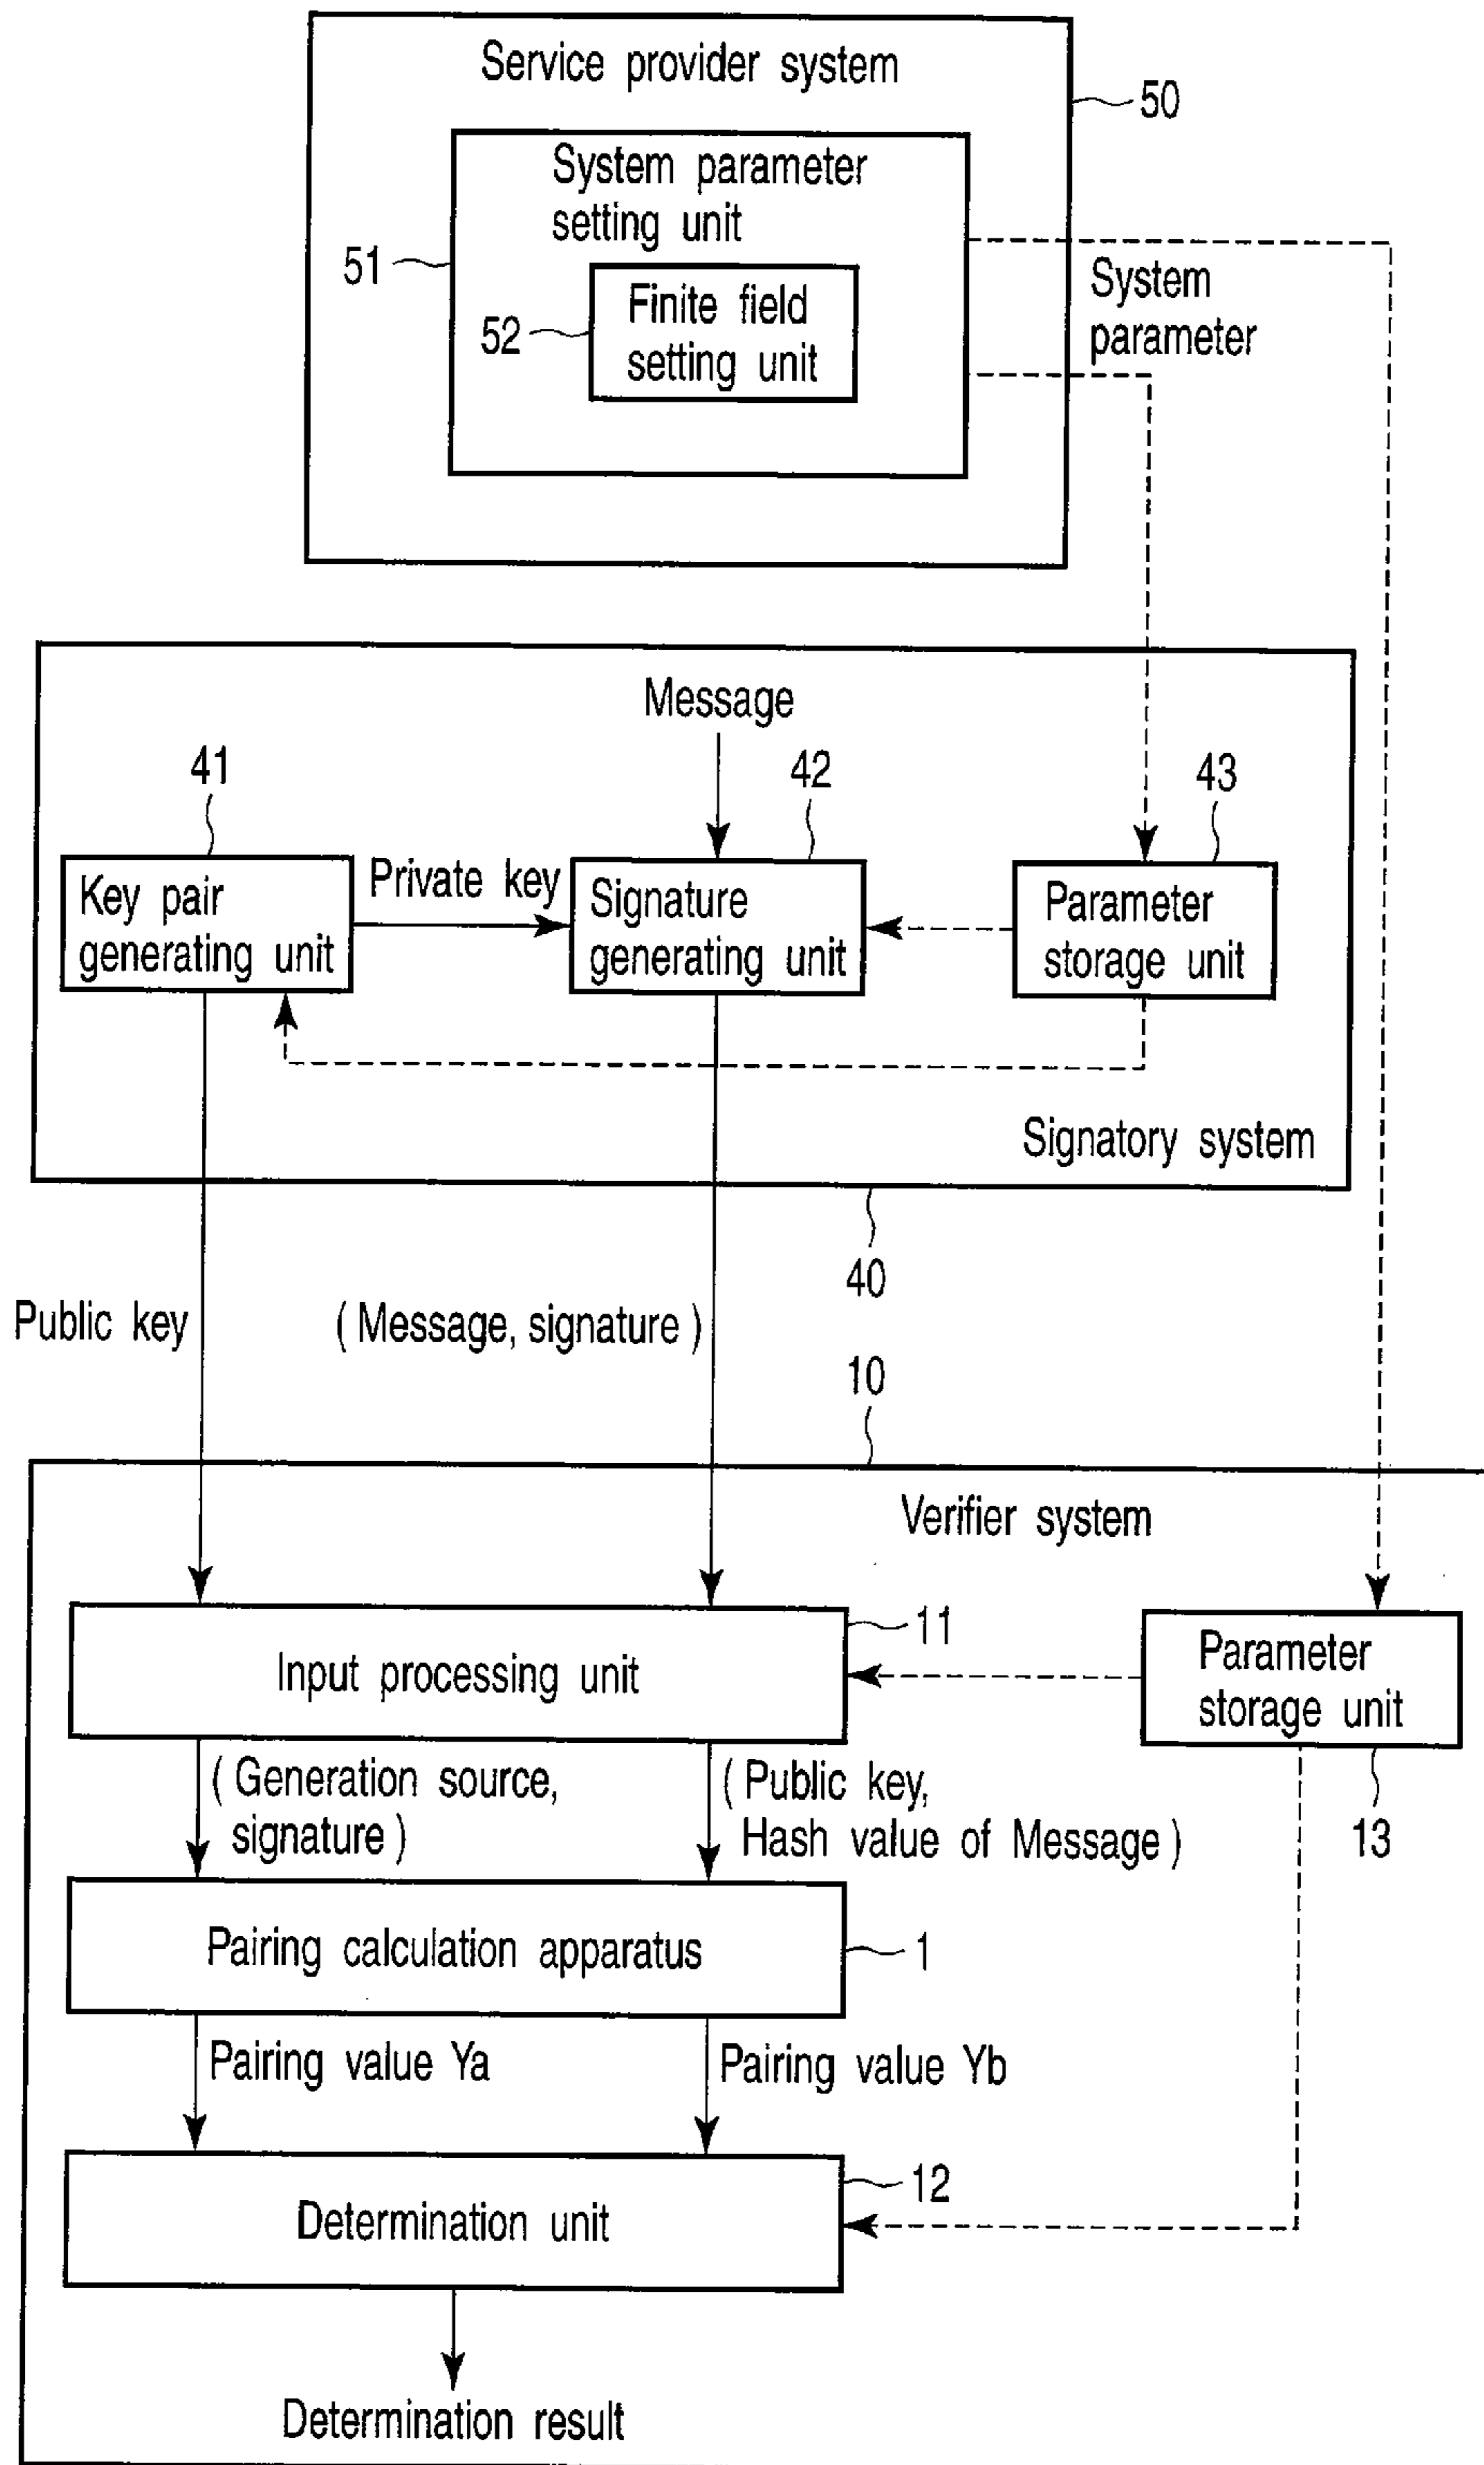 Service provider system
50
System parameter
setting unit
51
Finite field
setting unit
52
System
parameter
Message
41
42
43
Key pair
generating unit
Private key
Signature
generating unit
Parameter
storage unit
Signatory system
40
Public key
( Message, signature )
10
Verifier system
11
Input processing unit
Parameter
storage unit
13
( Generation source,
signature )
( Public key,
Hash value of Message )
Pairing calculation apparatus
1
Pairing value Ya
Pairing value Yb
12
Determination unit
Determination result